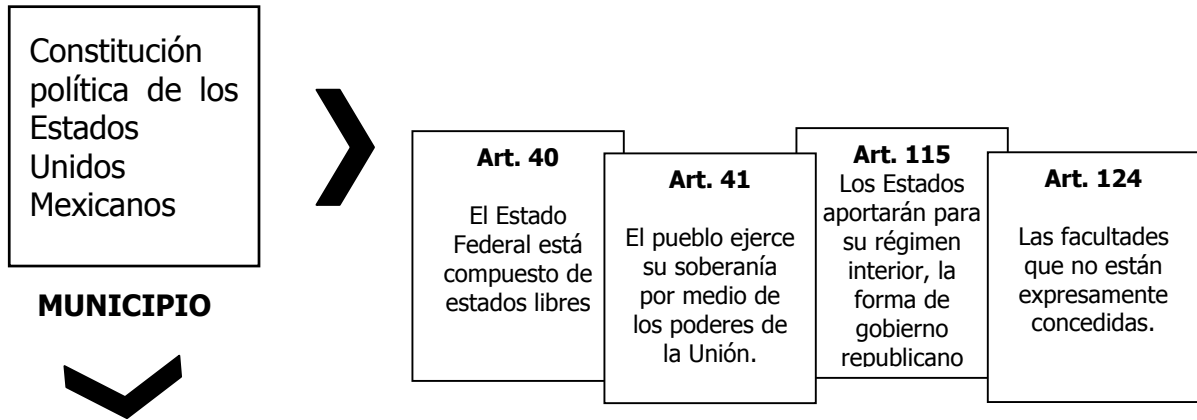 Constitución
política de los
Estados
Unidos
Mexicanos
MUNICIPIO
Art. 40
El Estado
Federal está
compuesto de
estados libres
Art. 41
El pueblo ejerce
su soberanía
por medio de
los poderes de
la Unión.
Art. 115
Los Estados
aportarán para
su régimen
interior, la
forma de
gobierno
republicano
Art. 124
Las facultades
que no están
expresamente
concedidas.